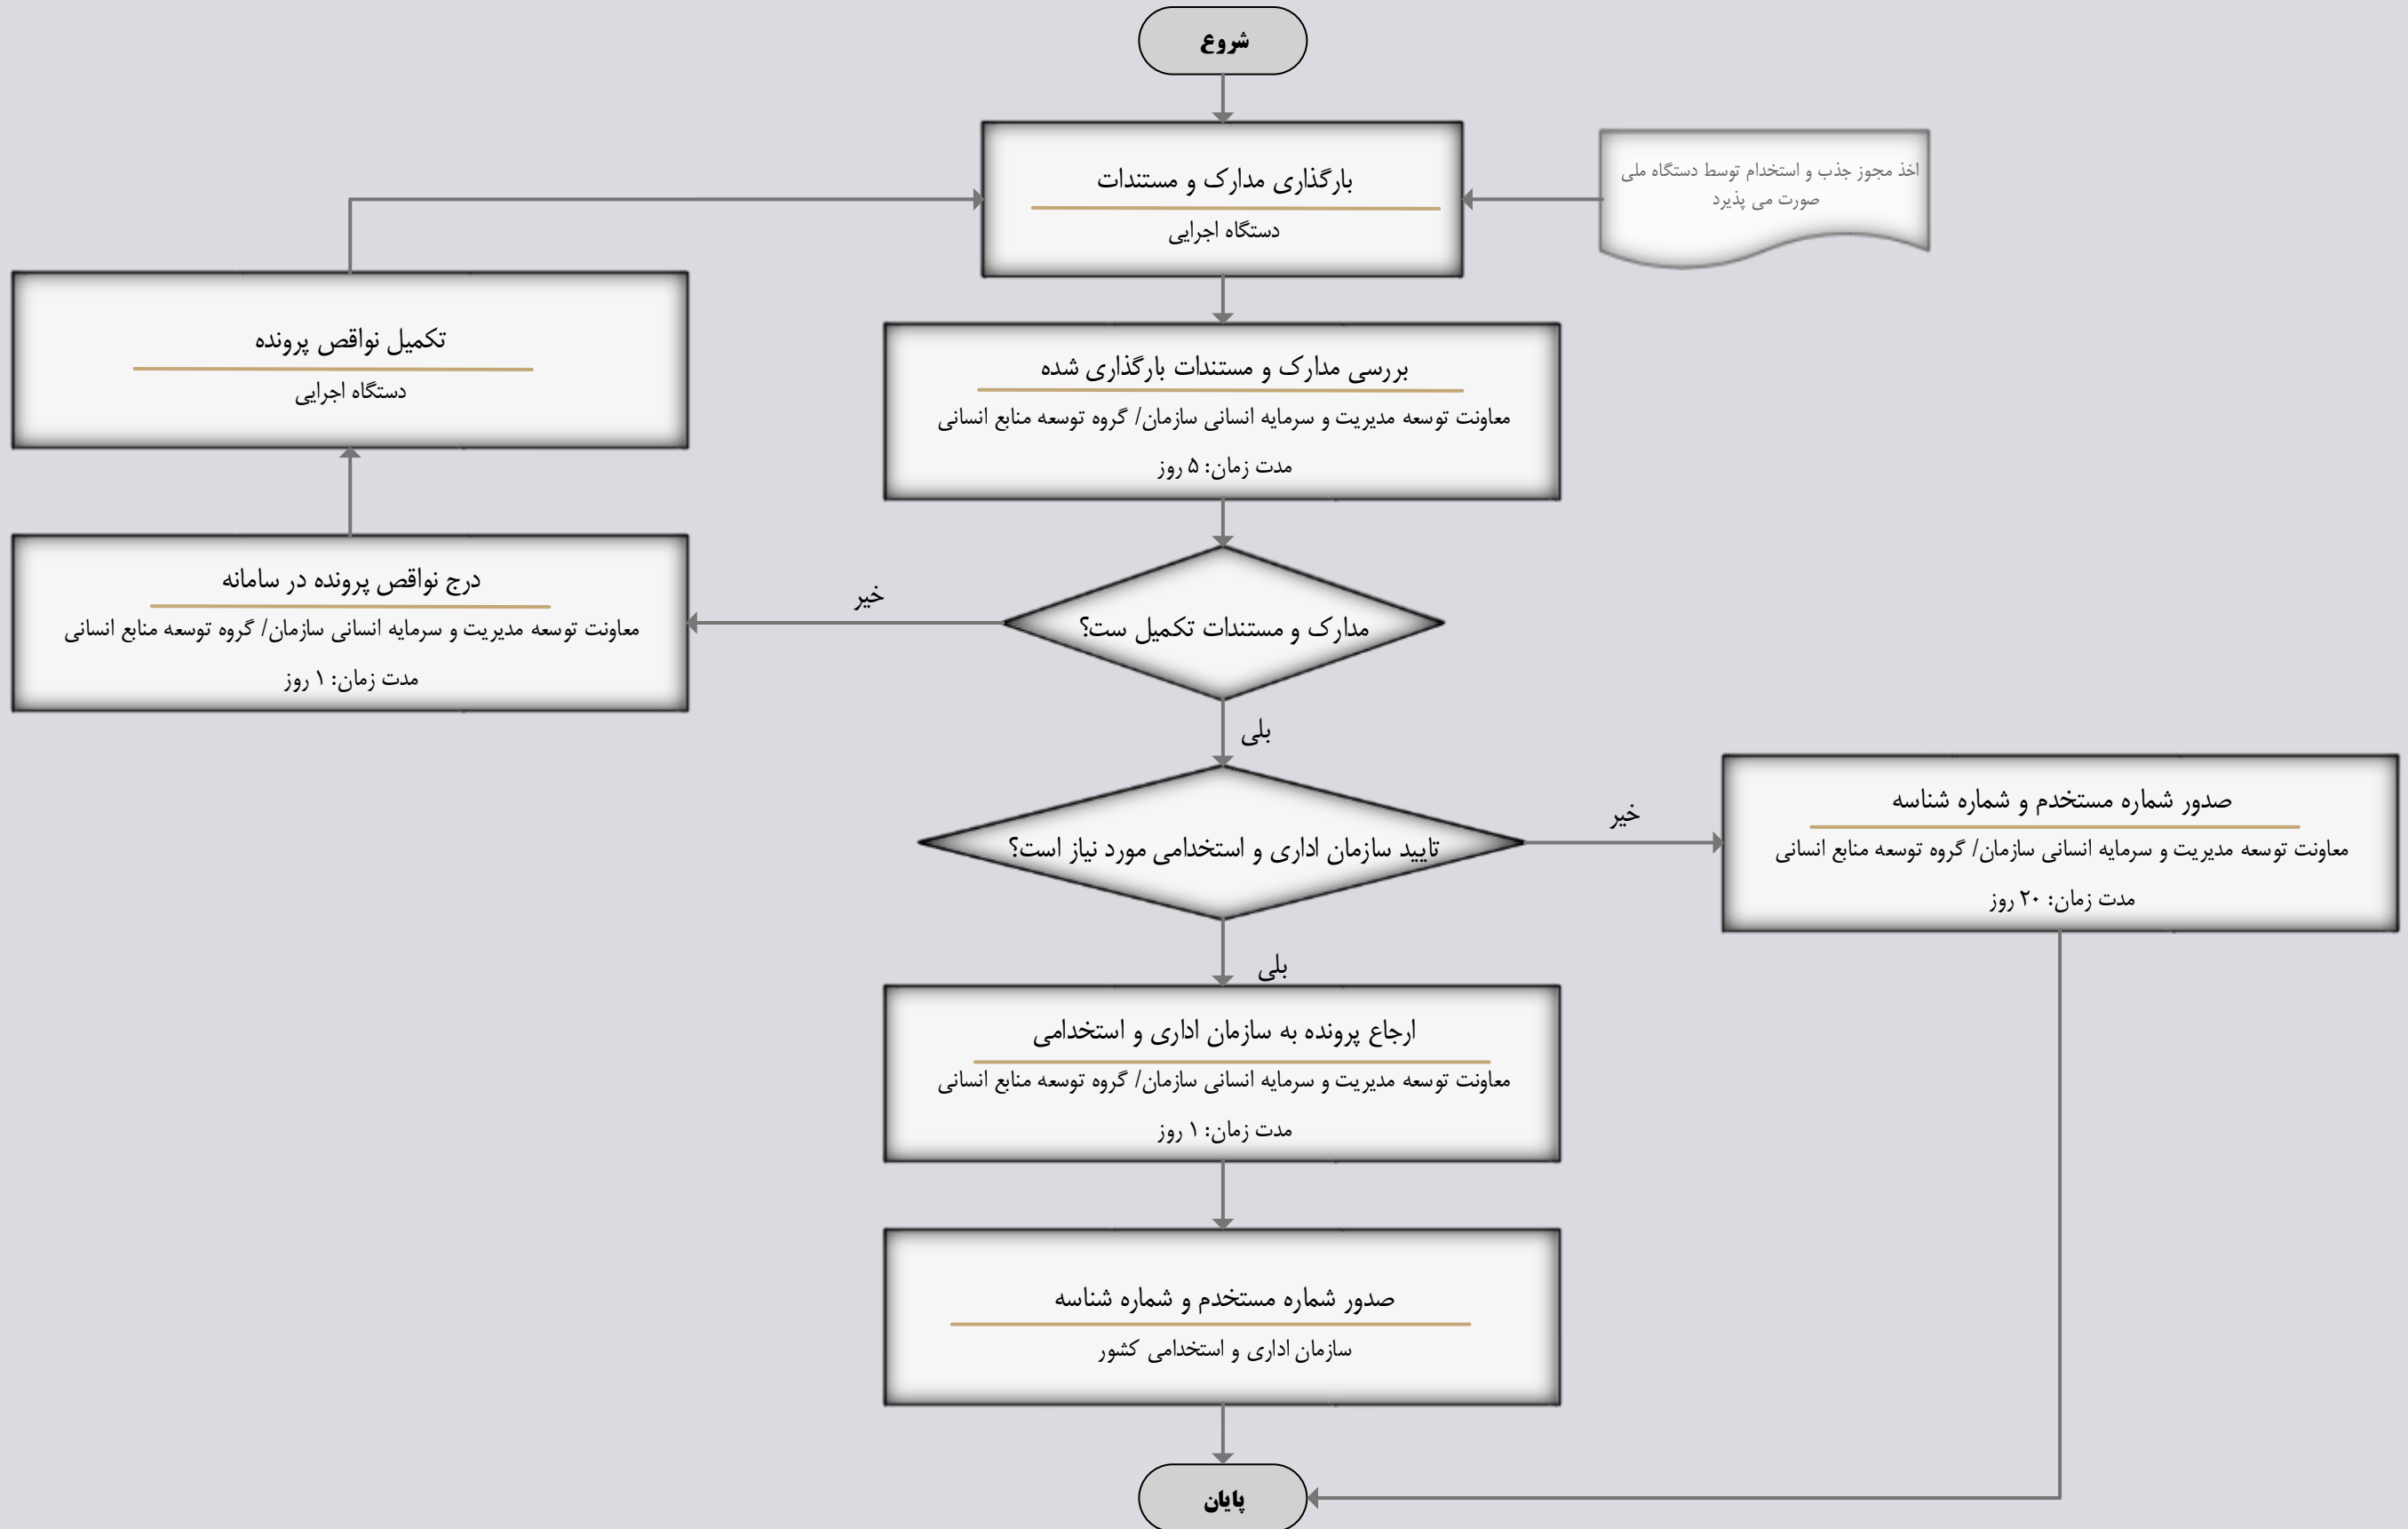 شروع
بارگذاری مدارک و مستندات
دستگاه اجرایی
اخذ مجوز جذب و استخدام توسط دستگاه ملی
صورت می پذیرد
بررسی مدارک و مستندات بارگذاری شده
معاونت توسعه مدیریت و سرمایه انسانی سازمان/ گروه توسعه منابع انسانی
مدت زمان: ۵ روز
تکمیل نواقص پرونده
دستگاه اجرایی
مدارک و مستندات تکمیل ست؟
خیر
درج نواقص پرونده در سامانه
معاونت توسعه مدیریت و سرمایه انسانی سازمان/ گروه توسعه منابع انسانی
مدت زمان: ۱ روز
بلی
تایید سازمان اداری و استخدامی مورد نیاز است؟
خیر
صدور شماره مستخدم و شماره شناسه
معاونت توسعه مدیریت و سرمایه انسانی سازمان/ گروه توسعه منابع انسانی
مدت زمان: ۲۰ روز
بلی
ارجاع پرونده به سازمان اداری و استخدامی
معاونت توسعه مدیریت و سرمایه انسانی سازمان/ گروه توسعه منابع انسانی
مدت زمان: ۱ روز
صدور شماره مستخدم و شماره شناسه
سازمان اداری و استخدامی کشور
پایان